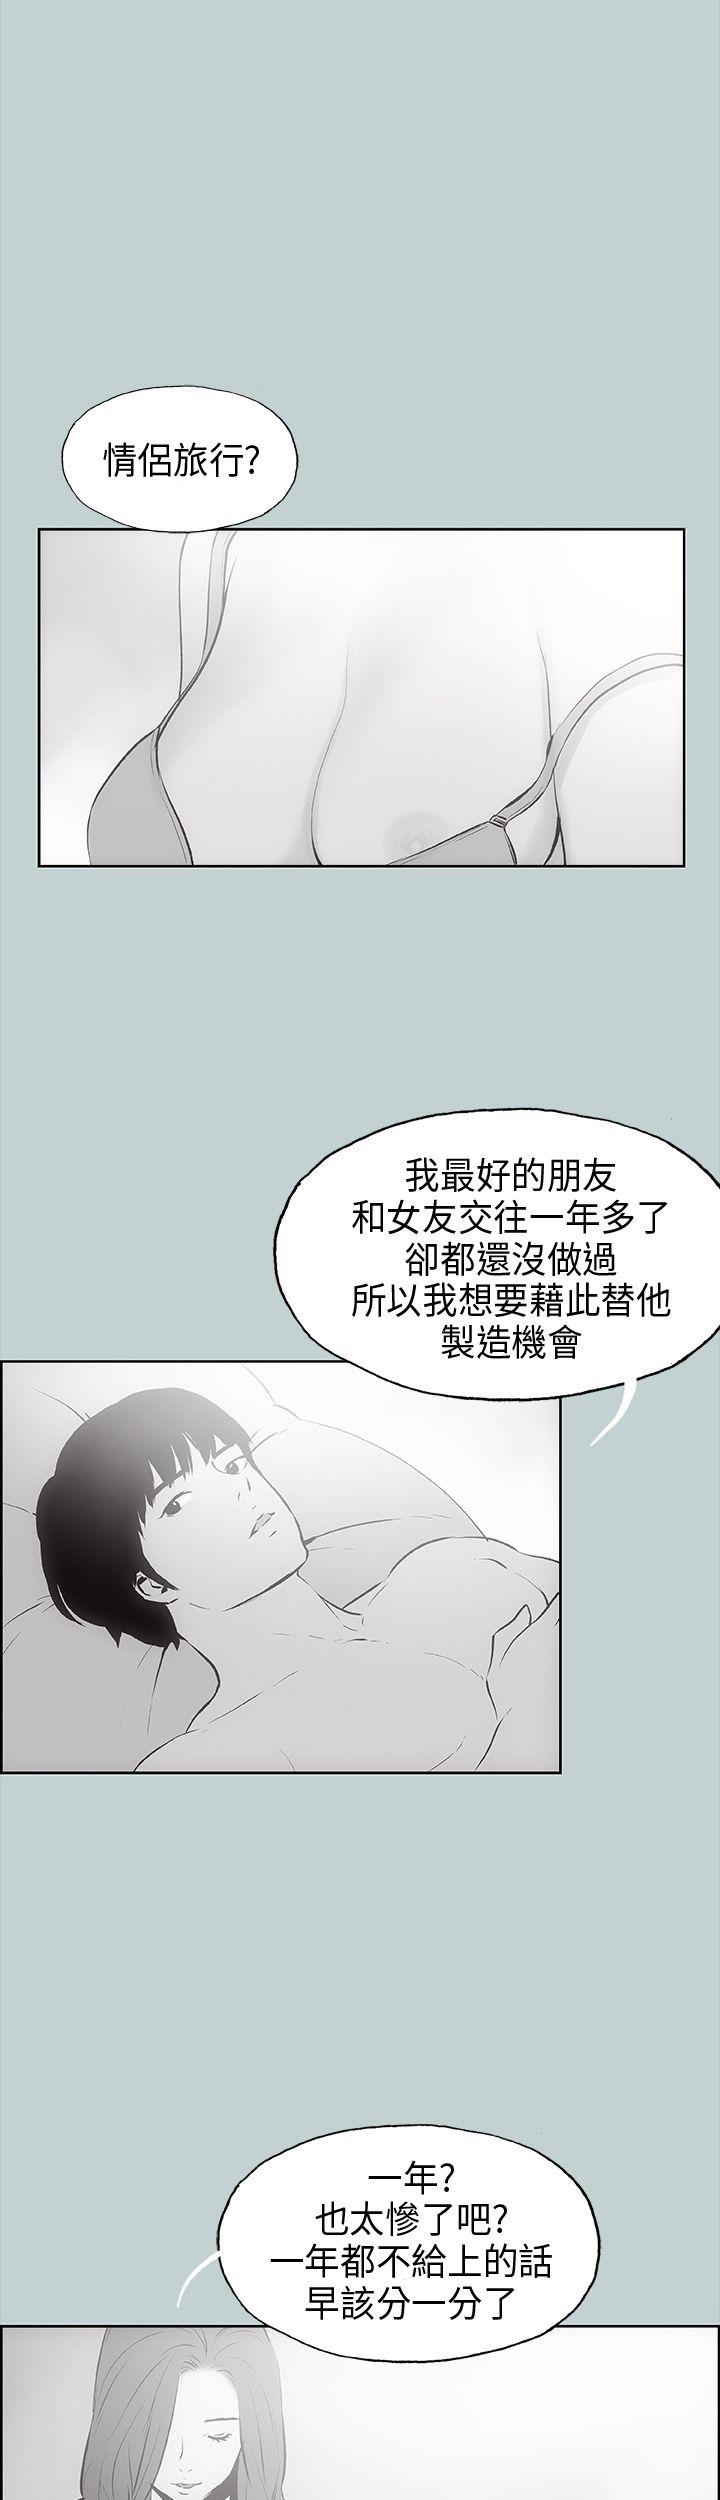 情侶旅行?
我最好的朋友
和女友交往一年多了
卻都還沒做過
所以我想要藉此替他
製造機會
一年?
也太慘了吧?
一年都不給上的話
早該分一分了